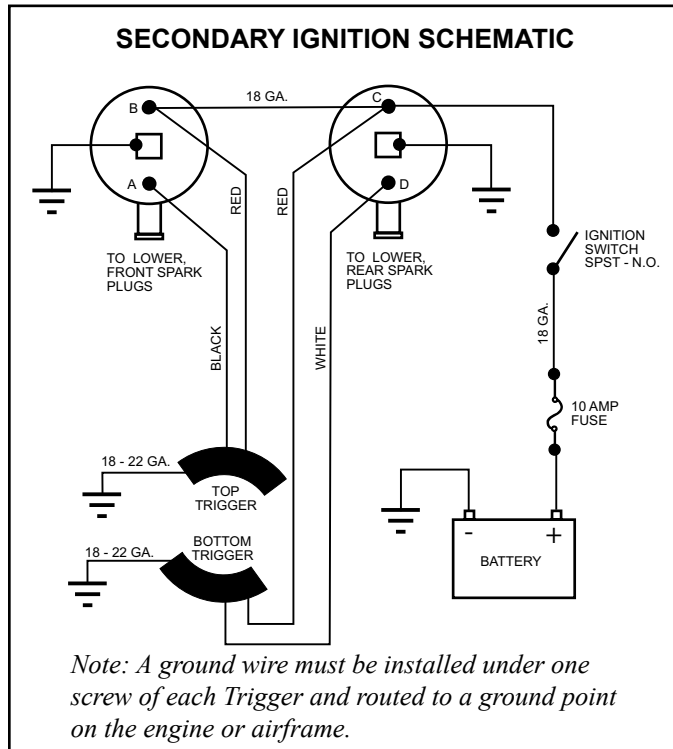 SECONDARY IGNITION SCHEMATIC
18 GA.
B
C
A
D
RED
RED
TO LOWER,
FRONT SPARK
PLUGS
TO LOWER,
REAR SPARK
PLUGS
IGNITION
SWITCH
SPST - N.O.
BLACK
WHITE
18 GA.
10 AMP
FUSE
18 - 22 GA.
TOP
TRIGGER
BOTTOM
TRIGGER
18 - 22 GA.
- +
BATTERY
Note: A ground wire must be installed under one
screw of each Trigger and routed to a ground point
on the engine or airframe.